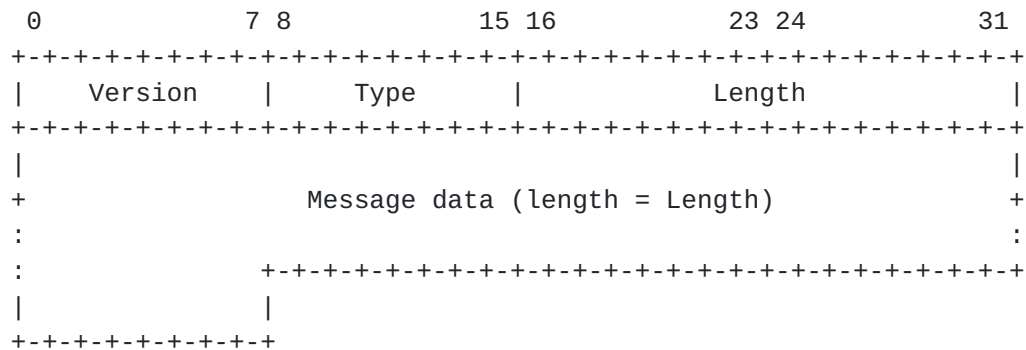 0 7 8 15 16 23 24 31
+-+-+-+-+-+-+-+-+-+-+-+-+-+-+-+-+-+-+-+-+-+-+-+-+-+-+-+-+-+-+-+-+
| Version | Type | Length |
+-+-+-+-+-+-+-+-+-+-+-+-+-+-+-+-+-+-+-+-+-+-+-+-+-+-+-+-+-+-+-+-+
| |
+ Message data (length = Length) +
: :
: +-+-+-+-+-+-+-+-+-+-+-+-+-+-+-+-+-+-+-+-+-+-+-+-+
| |
+-+-+-+-+-+-+-+-+